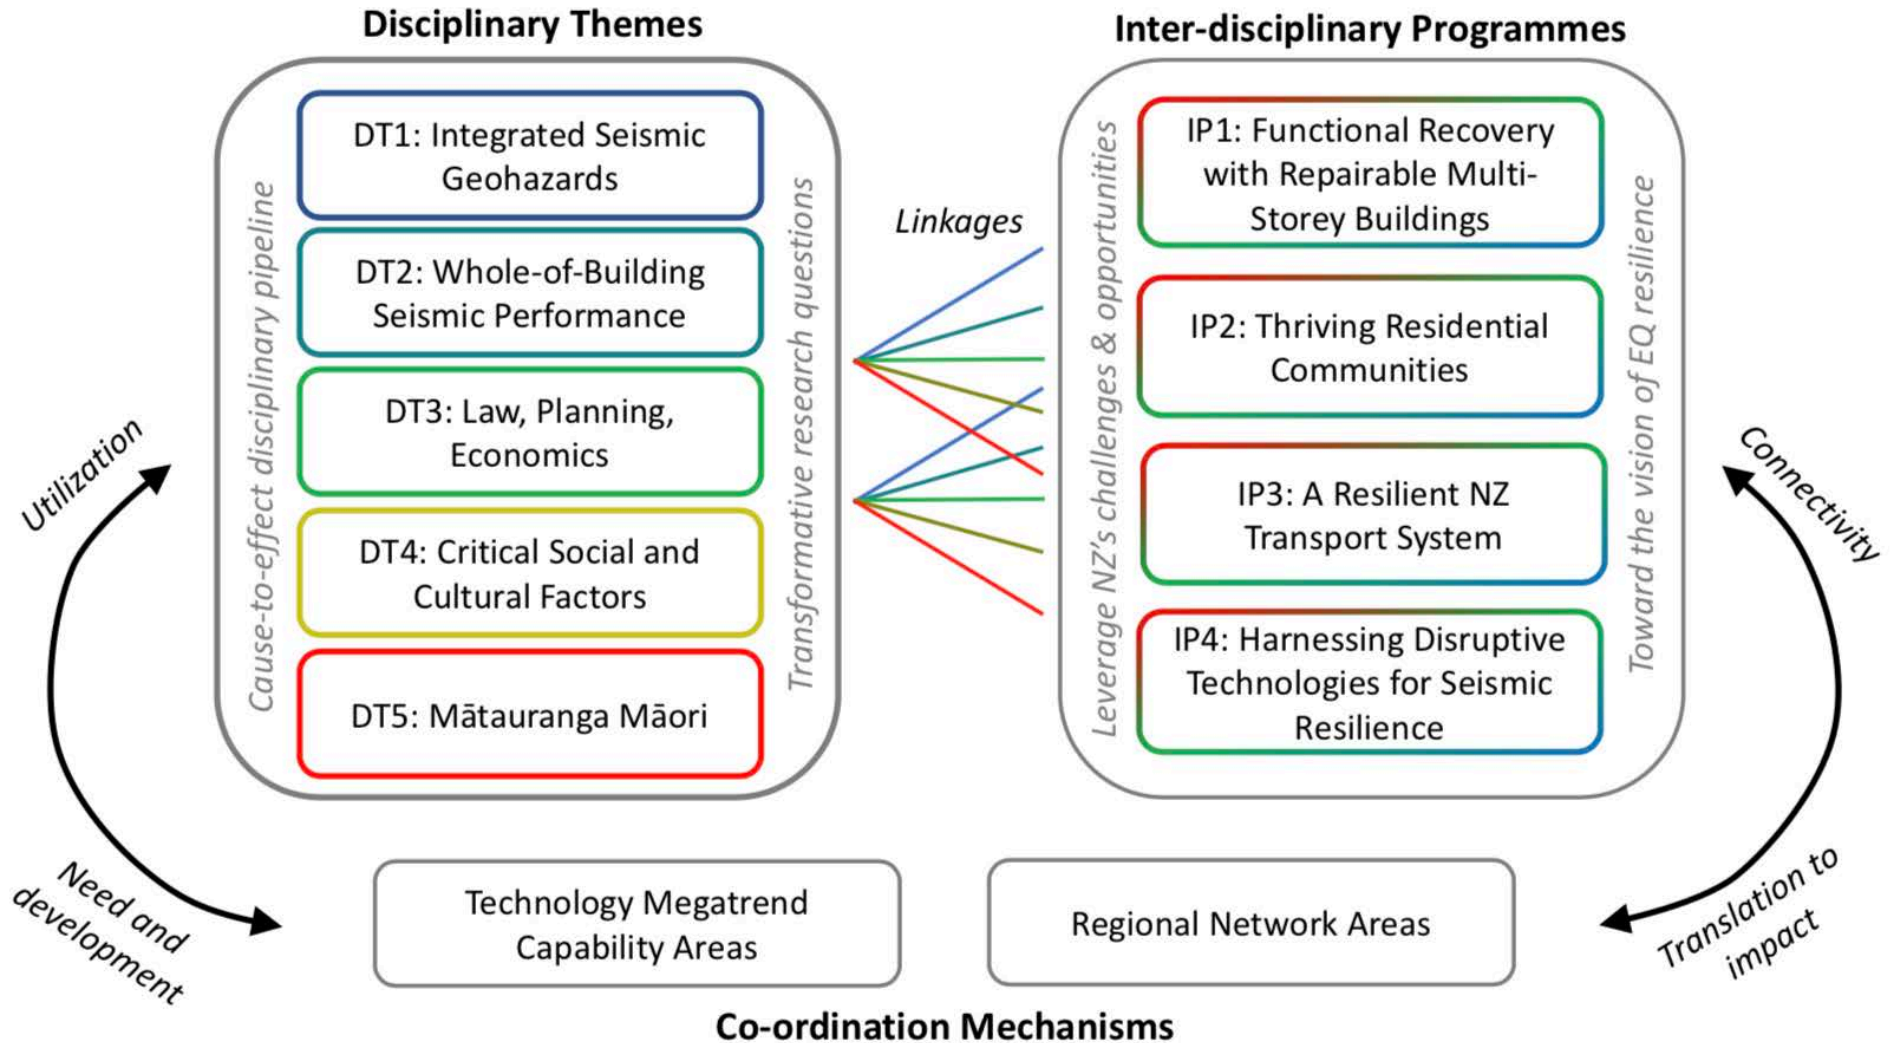 Disciplinary Themes
Cause-to-effect disciplinary pipeline
DT1: Integrated Seismic
Geohazards
DT2: Whole-of-Building
Seismic Performance
DT3: Law, Planning,
Economics
DT4: Critical Social and
Cultural Factors
DT5: Mātauranga Māori
Transformative research questions
Linkages
Inter-disciplinary Programmes
Leverage NZ's challenges & opportunities
IP1: Functional Recovery
with Repairable Multi-
Storey Buildings
IP2: Thriving Residential
Communities
IP3: A Resilient NZ
Transport System
IP4: Harnessing Disruptive
Technologies for Seismic
Resilience
Toward the vision of EQ resilience
Utilization
Need and
development
Connectivity
Translation to
impact
Technology Megatrend
Capability Areas
Regional Network Areas
Co-ordination Mechanisms